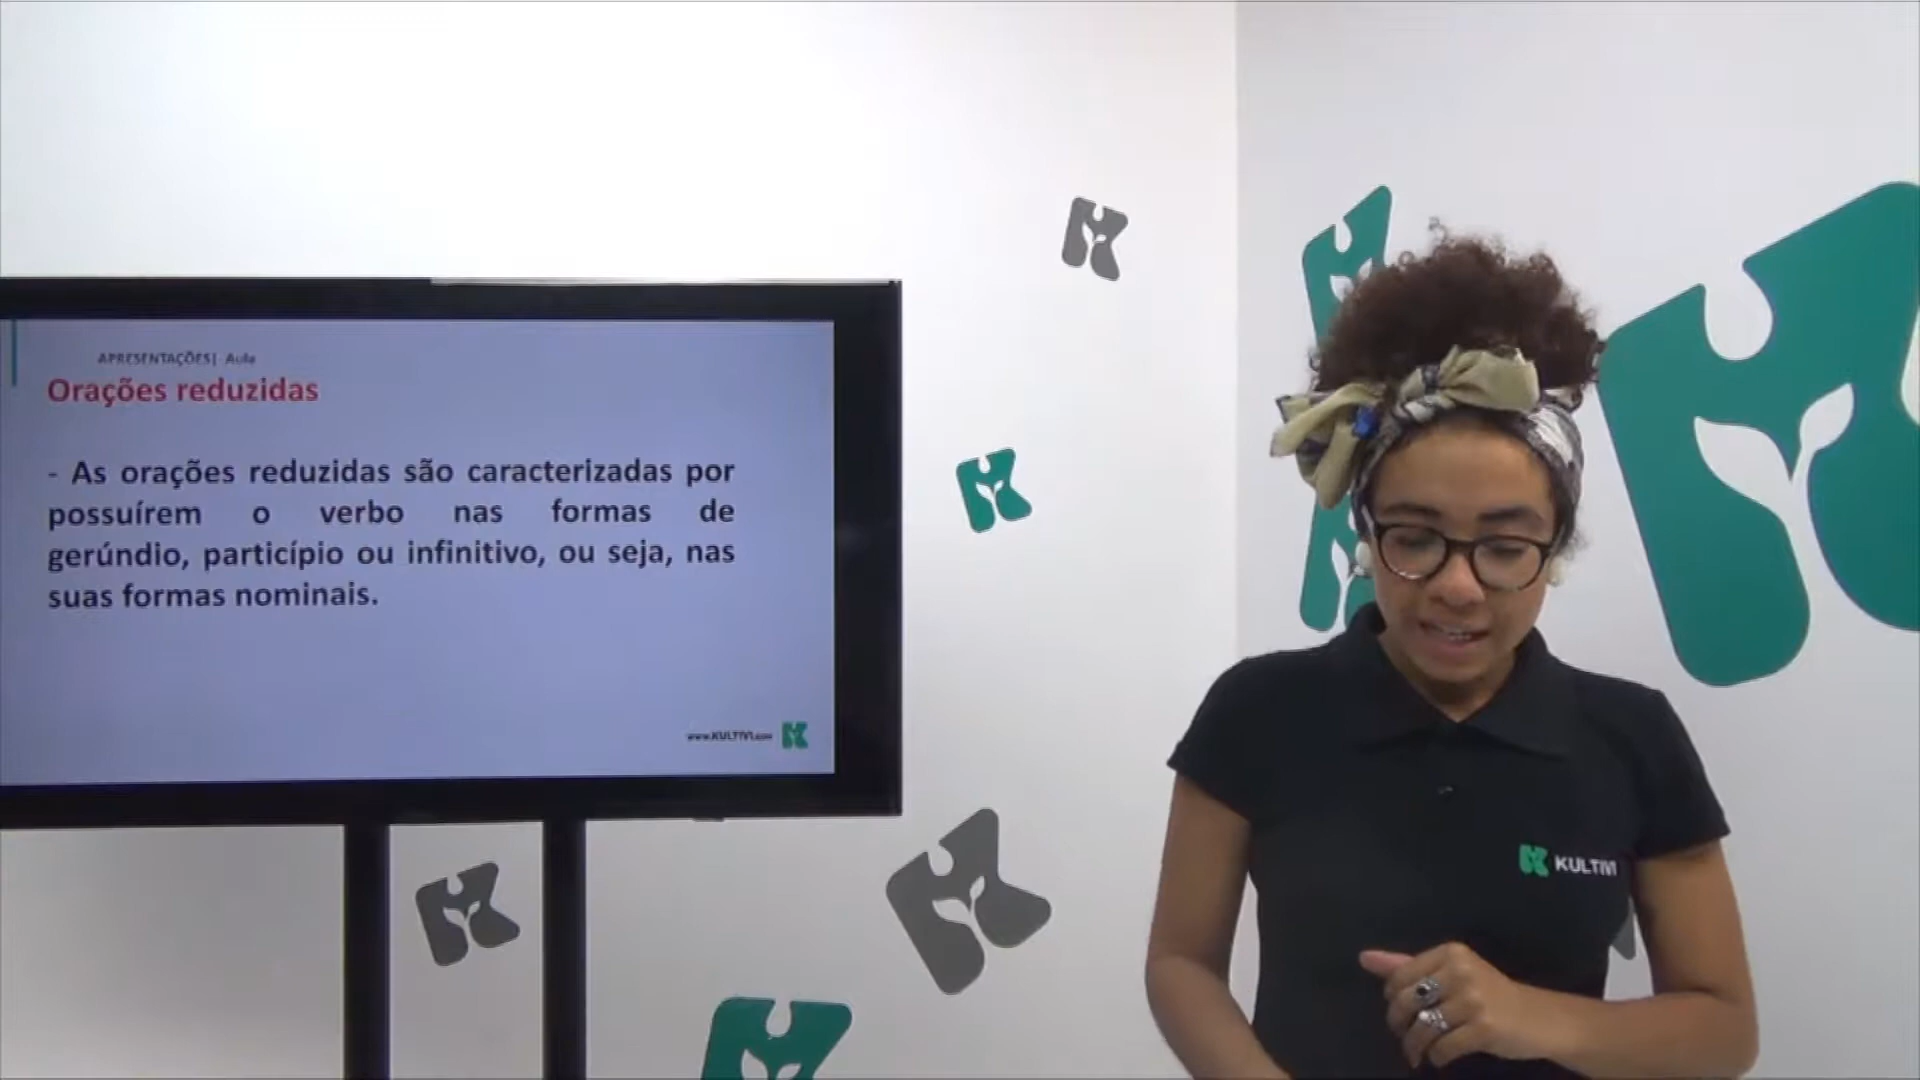 APRESENTAÇÕES| Aula
Orações reduzidas
- As orações reduzidas são caracterizadas por
possuírem o verbo nas formas de
gerúndio, particípio ou infinitivo, ou seja, nas
suas formas nominais.
www.KULTIVI.com
KULTIVI